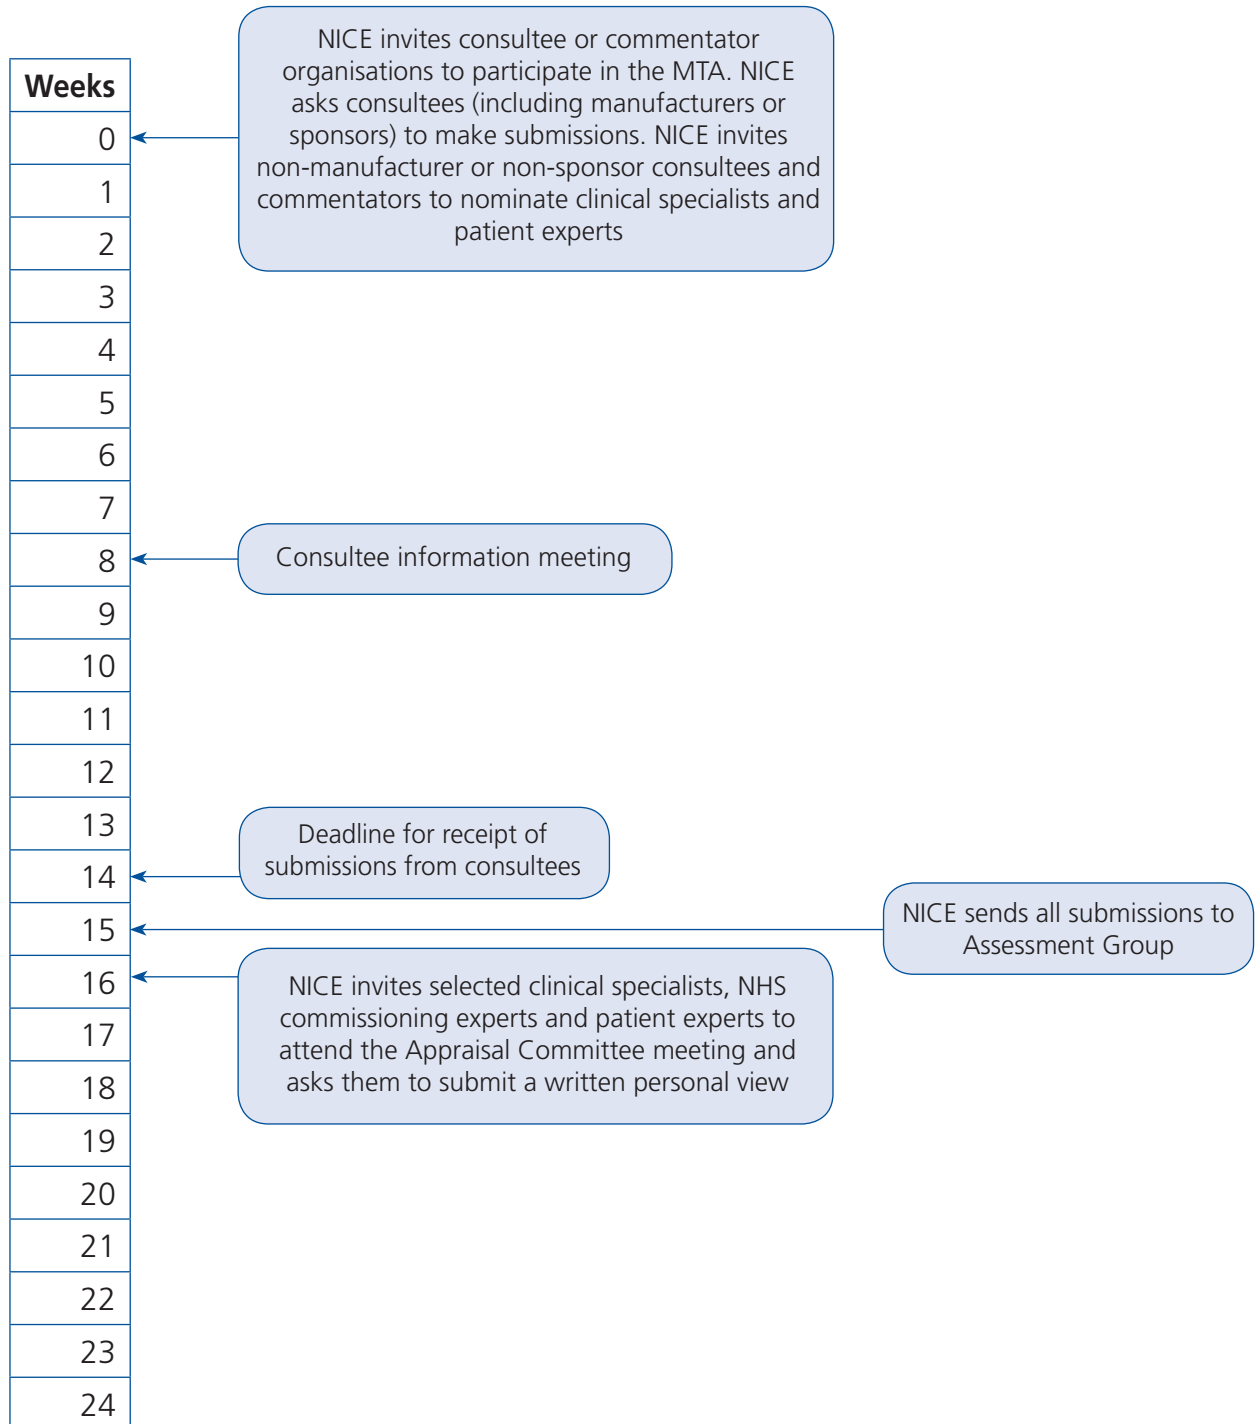 NICE invites consultee or commentator
organisations to participate in the MTA. NICE
asks consultees (including manufacturers or
sponsors) to make submissions. NICE invites
non-manufacturer or non-sponsor consultees and
commentators to nominate clinical specialists and
patient experts
Weeks
0
1
2
3
4
5
6
7
8
Consultee information meeting
9
10
11
12
13
Deadline for receipt of
submissions from consultees
14
15
NICE sends all submissions to
Assessment Group
16
NICE invites selected clinical specialists, NHS
commissioning experts and patient experts to
attend the Appraisal Committee meeting and
asks them to submit a written personal view
17
18
19
20
21
22
23
24